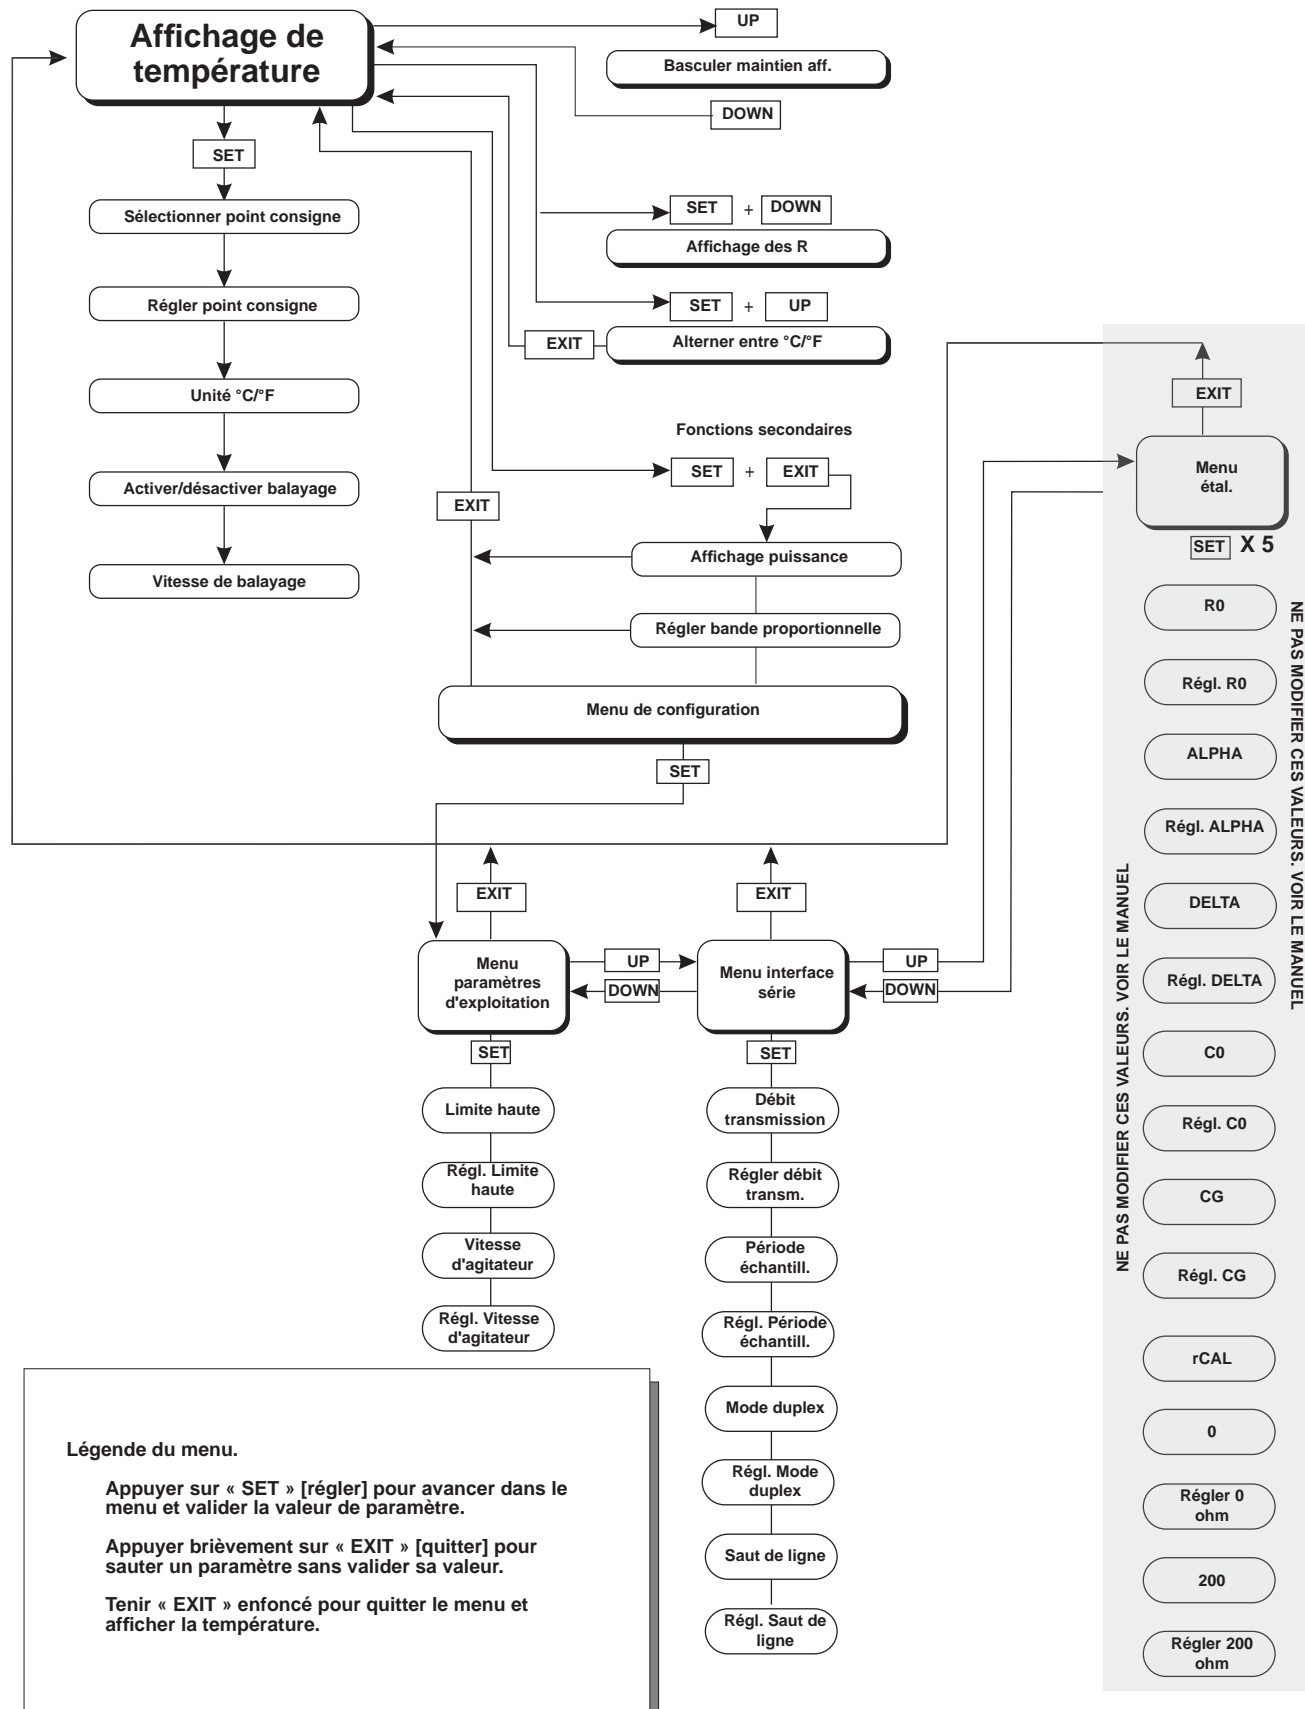 Affichage de
température
UP
Basculer maintien aff.
DOWN
SET
Sélectionner point consigne
Régler point consigne
Unité °C/°F
Activer/désactiver balayage
Vitesse de balayage
SET + DOWN
Affichage des R
SET + UP
EXIT
Alterner entre °C/°F
Fonctions secondaires
SET + EXIT
EXIT
Affichage puissance
Régler bande proportionnelle
Menu de configuration
SET
EXIT
Menu
paramètres
d'exploitation
UP
DOWN
SET
Limite haute
Régl. Limite
haute
Vitesse
d'agitateur
Régl. Vitesse
d'agitateur
EXIT
Menu interface
série
UP
DOWN
SET
Débit
transmission
Régler débit
transm.
Période
échantill.
Régl. Période
échantill.
Mode duplex
Régl. Mode
duplex
Saut de ligne
Régl. Saut de
ligne
EXIT
Menu
étal.
SET X 5
R0
Régl. R0
ALPHA
Régl. ALPHA
DELTA
Régl. DELTA
C0
Régl. C0
CG
Régl. CG
rCAL
0
Régler 0
ohm
200
Régler 200
ohm
NE PAS MODIFIER CES VALEURS. VOIR LE MANUEL
NE PAS MODIFIER CES VALEURS. VOIR LE MANUEL
Légende du menu.
Appuyer sur « SET » [régler] pour avancer dans le
menu et valider la valeur de paramètre.
Appuyer brièvement sur « EXIT » [quitter] pour
sauter un paramètre sans valider sa valeur.
Tenir « EXIT » enfoncé pour quitter le menu et
afficher la température.